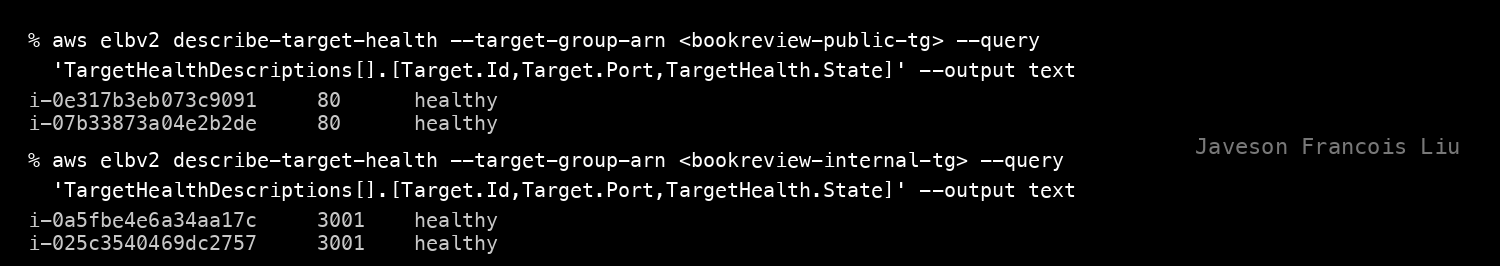 % aws elbv2 describe-target-health --target-group-arn <bookreview-public-tg> --query
'TargetHealthDescriptions[].[Target.Id,Target.Port,TargetHealth.State]' --output text
i-0e317b3eb073c9091 80 healthy
i-07b33873a04e2b2de 80 healthy
Javeson Francois Liu
% aws elbv2 describe-target-health --target-group-arn <bookreview-internal-tg> --query
'TargetHealthDescriptions[].[Target.Id,Target.Port,TargetHealth.State]' --output text
i-0a5fbe4e6a34aa17c 3001 healthy
i-025c3540469dc2757 3001 healthy